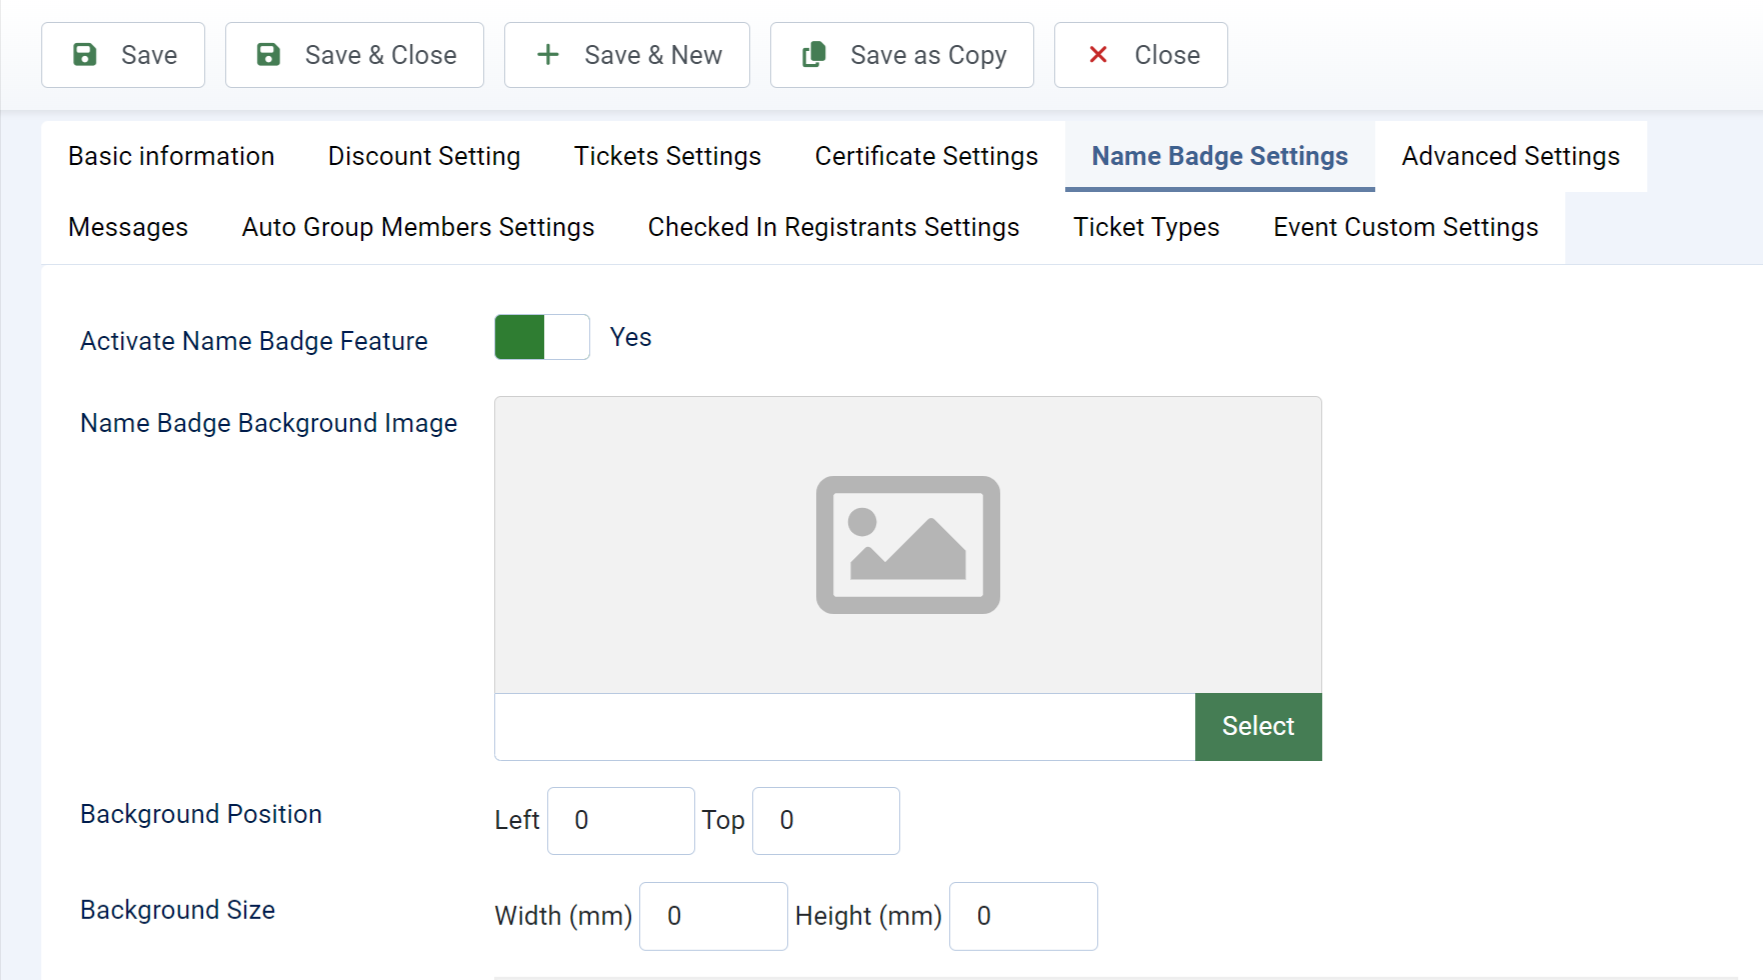 Save Save & Close Save & New Save as Copy Close
Basic information Discount Setting Tickets Settings Certificate Settings Name Badge Settings Advanced Settings
Messages Auto Group Members Settings Checked In Registrants Settings Ticket Types Event Custom Settings
Activate Name Badge Feature Yes
Name Badge Background Image
Select
Background Position Left 0 Top 0
Background Size Width (mm) 0 Height (mm) 0